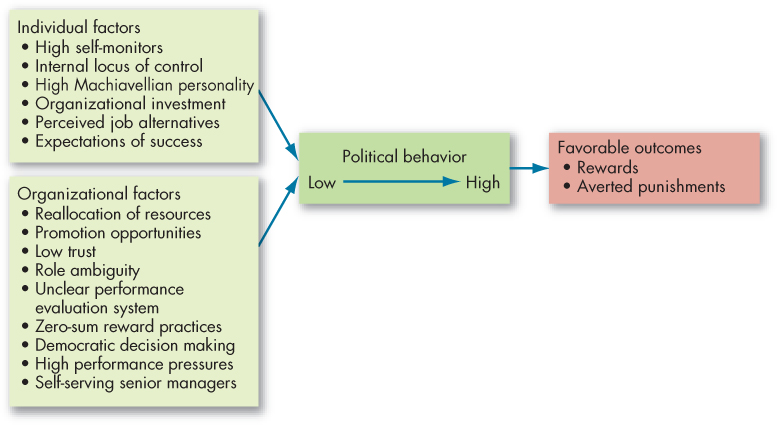 Individual factors
• High self-monitors
• Internal locus of control
• High Machiavellian personality
• Organizational investment
• Perceived job alternatives
• Expectations of success
Organizational factors
• Reallocation of resources
• Promotion opportunities
• Low trust
• Role ambiguity
• Unclear performance
evaluation system
• Zero-sum reward practices
• Democratic decision making
• High performance pressures
• Self-serving senior managers
Political behavior
Low High
Favorable outcomes
• Rewards
• Averted punishments